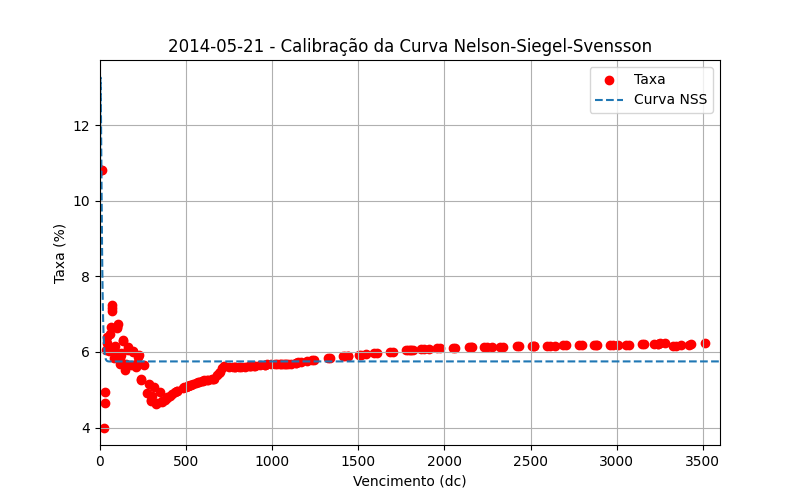 2014-05-21 - Calibração da Curva Nelson-Siegel-Svensson
Taxa
Curva NSS
Taxa (%)
12
10
8
6
4
0 500 1000 1500 2000 2500 3000 3500
Vencimento (dc)